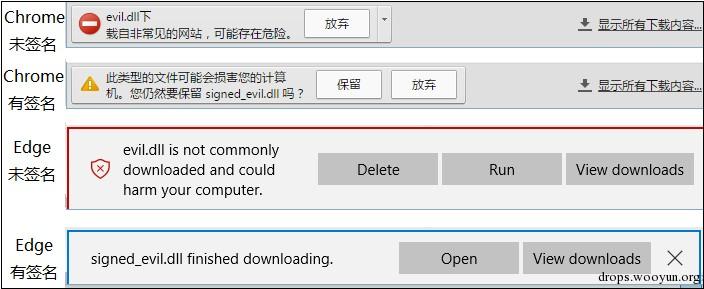 Chrome
未签名
evil.dll下
载自非常见的网站，可能存在危险。
放弃
显示所有下载内容...
Chrome
有签名
此类型的文件可能会损害您的计算
机。您仍然要保留 signed_evil.dll 吗？
保留
放弃
显示所有下载内容...
Edge
未签名
evil.dll is not commonly
downloaded and could
harm your computer.
Delete
Run
View downloads
Edge
有签名
signed_evil.dll finished downloading.
Open
View downloads
drops.wooyun.org